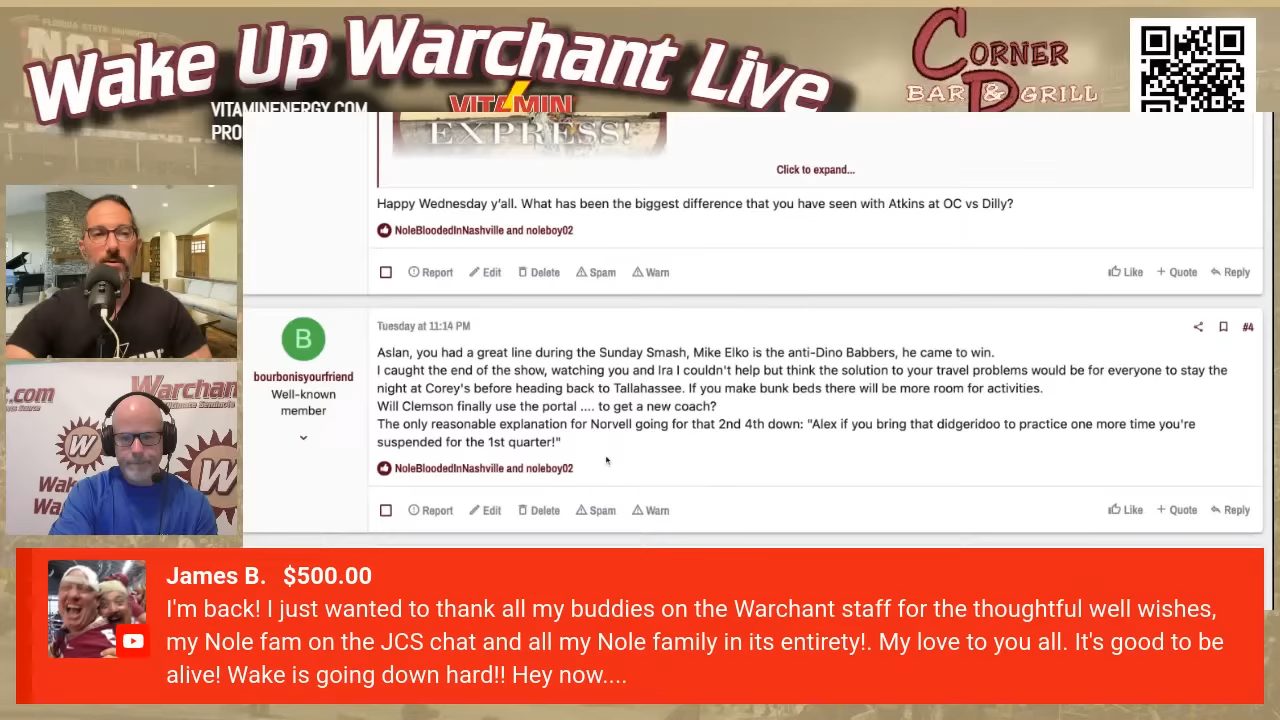 Wake Up Warchant Live
CORNER
BAR & GRILL
VITAMINENERGY.COM
VITAMIN
PRO
EXPRESS!
Click to expand...
Happy Wednesday y'all. What has been the biggest difference that you have seen with Atkins at OC vs Dilly?
NoleBloodedInNashville and noleboy02
Report Edit Delete Spam Warn Like + Quote Reply
B
bourbonisyourfriend
Well-known
member
Tuesday at 11:14 PM #4
Aslan, you had a great line during the Sunday Smash, Mike Elko is the anti-Dino Babbers, he came to win.
I caught the end of the show, watching you and Ira I couldn't help but think the solution to your travel problems would be for everyone to stay the
night at Corey's before heading back to Tallahassee. If you make bunk beds there will be more room for activities.
Will Clemson finally use the portal .... to get a new coach?
The only reasonable explanation for Norvell going for that 2nd 4th down: "Alex if you bring that didgeridoo to practice one more time you're
suspended for the 1st quarter!"
NoleBloodedInNashville and noleboy02
Report Edit Delete Spam Warn Like + Quote Reply
t.com
Warchan
Wak
Wa
James B. $500.00
I'm back! I just wanted to thank all my buddies on the Warchant staff for the thoughtful well wishes,
my Nole fam on the JCS chat and all my Nole family in its entirety!. My love to you all. It's good to be
alive! Wake is going down hard!! Hey now....